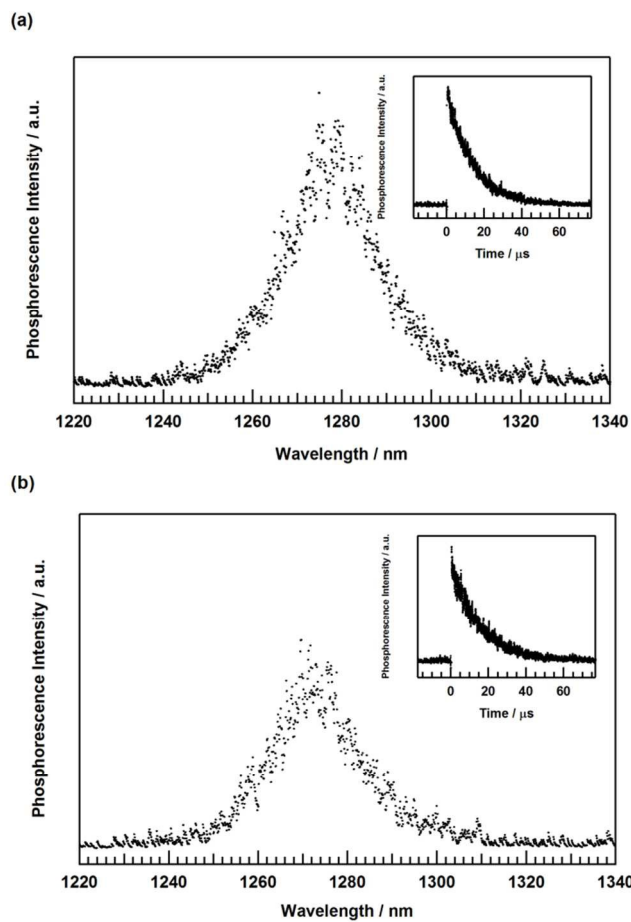 (a)
Phosphorescence Intensity / a.u.
Phosphorescence Intensity / a.u.
0 20 40 60
Time / μs
1220 1240 1260 1280 1300 1320 1340
Wavelength / nm
(b)
Phosphorescence Intensity / a.u.
Phosphorescence Intensity / a.u.
0 20 40 60
Time / μs
1220 1240 1260 1280 1300 1320 1340
Wavelength / nm